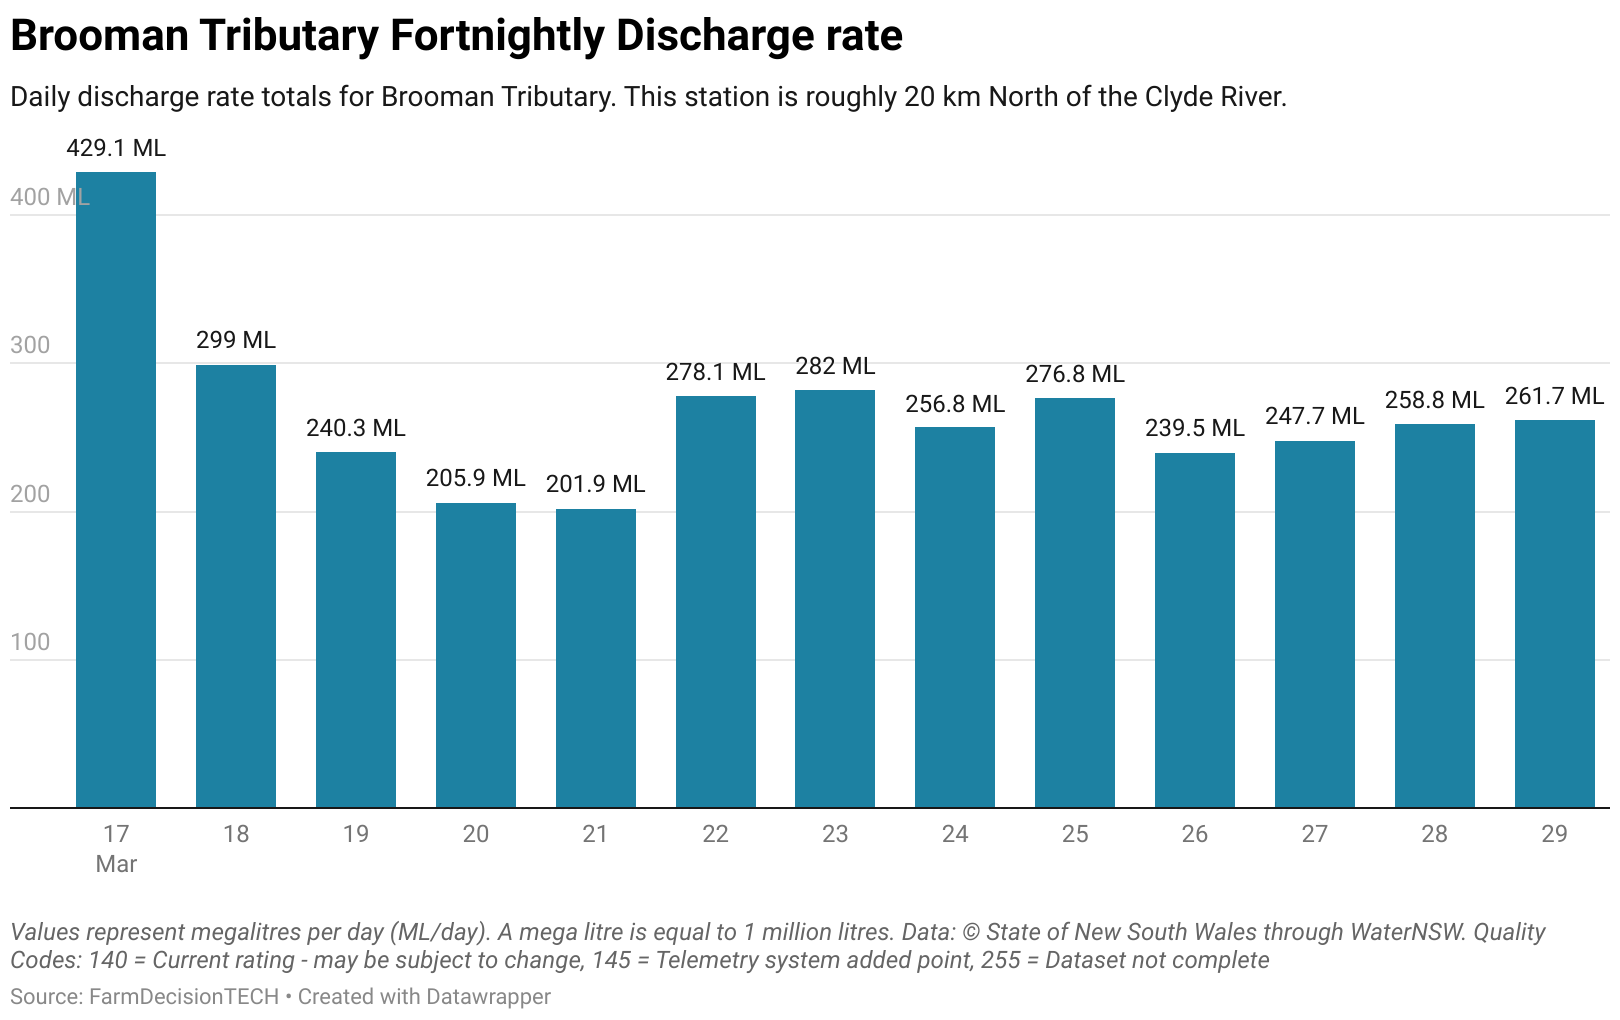 Brooman Tributary Fortnightly Discharge rate
Daily discharge rate totals for Brooman Tributary. This station is roughly 20 km North of the Clyde River.
429.1 ML
400 ML
299 ML
300
278.1 ML
282 ML
276.8 ML
256.8 ML
258.8 ML
261.7 ML
240.3 ML
239.5 ML
247.7 ML
205.9 ML
201.9 ML
200
100
17 18 19 20 21 22 23 24 25 26 27 28 29
Mar
Values represent megalitres per day (ML/day). A mega litre is equal to 1 million litres. Data: © State of New South Wales through WaterNSW. Quality
Codes: 140 = Current rating - may be subject to change, 145 = Telemetry system added point, 255 = Dataset not complete
Source: FarmDecisionTECH • Created with Datawrapper